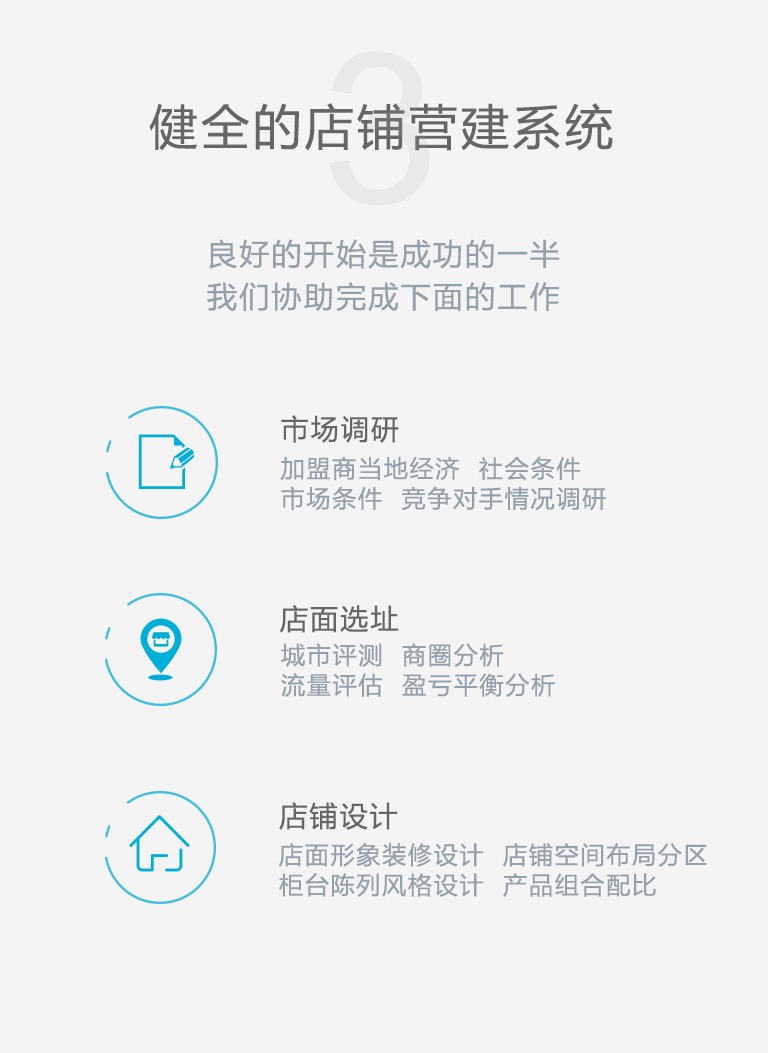 3
健全的店铺营建系统
良好的开始是成功的一半
我们协助完成下面的工作
市场调研
加盟商当地经济 社会条件
市场条件 竞争对手情况调研
店面选址
城市评测 商圈分析
流量评估 盈亏平衡分析
店铺设计
店面形象装修设计 店铺空间布局分区
柜台陈列风格设计 产品组合配比